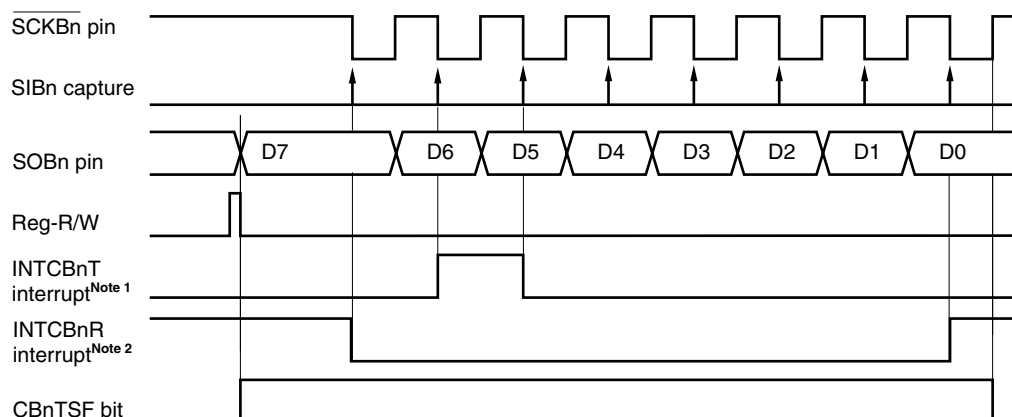 SCKBn pin
SIBn capture
SOBn pin
D7 D6 D5 D4 D3 D2 D1 D0
Reg-R/W
INTCBnT
interruptNote 1
INTCBnR
interruptNote 2
CBnTSF bit